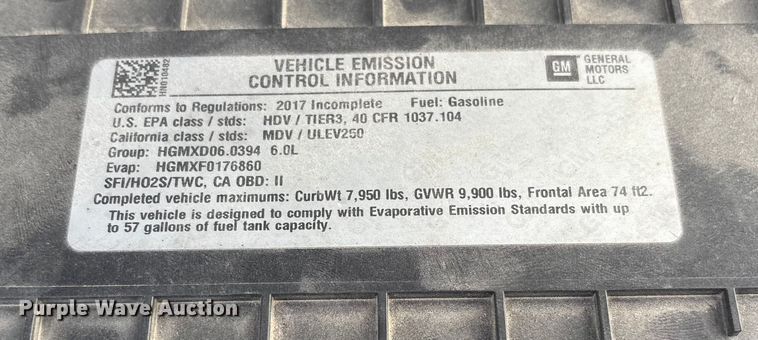 HN010482
VEHICLE EMISSION
CONTROL INFORMATION
GM
GENERAL
MOTORS
LLC
Conforms to Regulations: 2017 Incomplete Fuel: Gasoline
U.S. EPA class / stds: HDV / TIER3, 40 CFR 1037.104
California class / stds: MDV / ULEV250
Group: HGMXD06.0394 6.0L
Evap: HGMXF0176860
SFI/HO2S/TWC, CA OBD: II
Completed vehicle maximums: CurbWt 7,950 lbs, GVWR 9,900 lbs, Frontal Area 74 ft2.
This vehicle is designed to comply with Evaporative Emission Standards with up
to 57 gallons of fuel tank capacity.
Purple Wave Auction